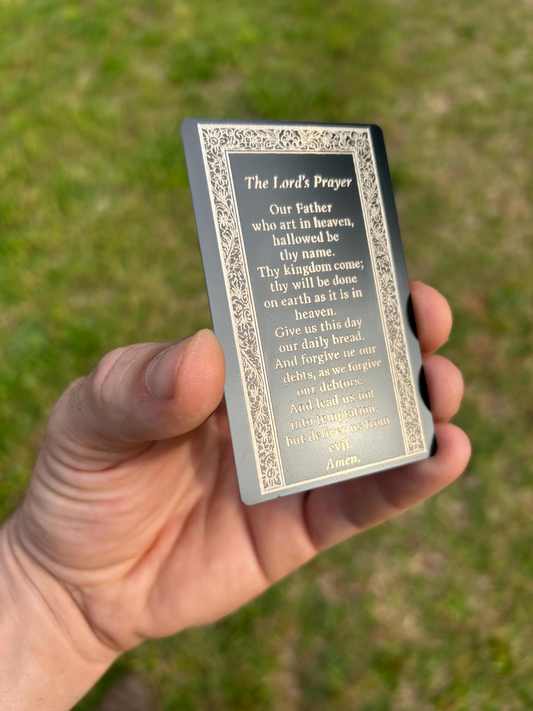 The Lord's Prayer
Our Father
who art in heaven,
hallowed be
thy name.
Thy kingdom come;
thy will be done
on earth as it is in
heaven.
Give us this day
our daily bread.
And forgive ue our
debts, as we forgive
our debtors.
And lead us not
into temptation,
but deliver us from
evil.
Amen.